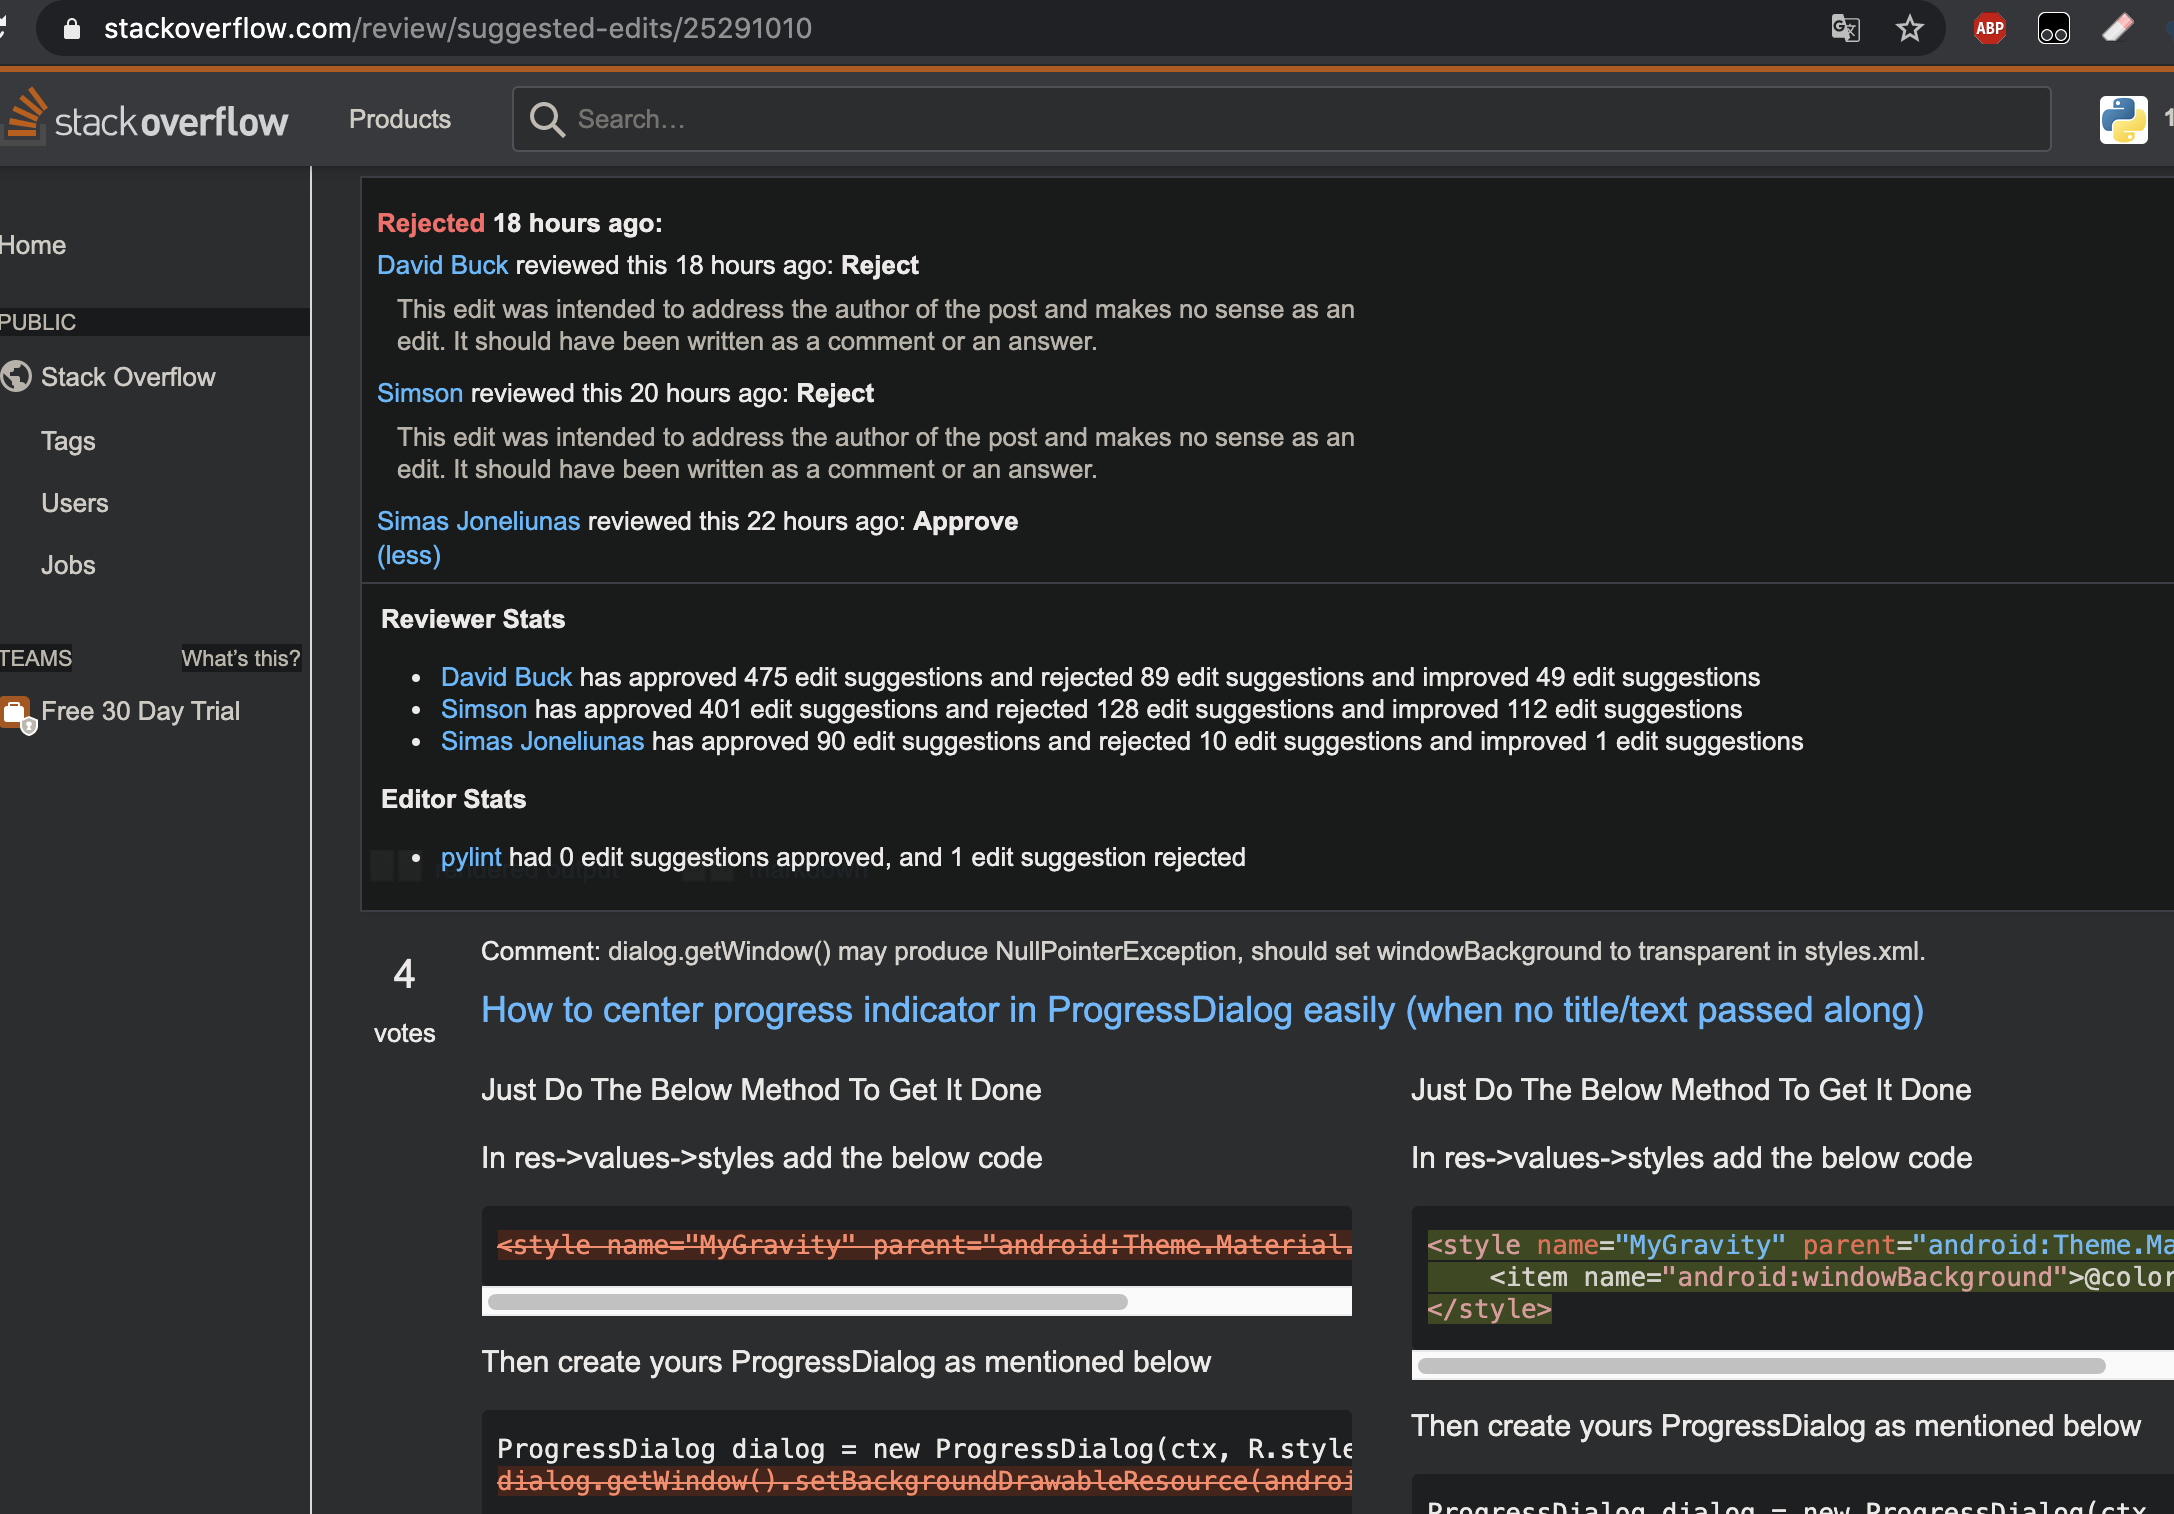 stackoverflow.com/review/suggested-edits/25291010
ABP
stackoverflow
Products
Search…
1
Home
PUBLIC
Stack Overflow
Tags
Users
Jobs
TEAMS
What's this?
Free 30 Day Trial
Rejected 18 hours ago:
David Buck reviewed this 18 hours ago: Reject
This edit was intended to address the author of the post and makes no sense as an
edit. It should have been written as a comment or an answer.
Simson reviewed this 20 hours ago: Reject
This edit was intended to address the author of the post and makes no sense as an
edit. It should have been written as a comment or an answer.
Simas Joneliunas reviewed this 22 hours ago: Approve
(less)
Reviewer Stats
• David Buck has approved 475 edit suggestions and rejected 89 edit suggestions and improved 49 edit suggestions
• Simson has approved 401 edit suggestions and rejected 128 edit suggestions and improved 112 edit suggestions
• Simas Joneliunas has approved 90 edit suggestions and rejected 10 edit suggestions and improved 1 edit suggestions
Editor Stats
• pylint had 0 edit suggestions approved, and 1 edit suggestion rejected
rendered output markdown
4
votes
Comment: dialog.getWindow() may produce NullPointerException, should set windowBackground to transparent in styles.xml.
How to center progress indicator in ProgressDialog easily (when no title/text passed along)
Just Do The Below Method To Get It Done
In res->values->styles add the below code
<style name="MyGravity" parent="android:Theme.Material.
Then create yours ProgressDialog as mentioned below
ProgressDialog dialog = new ProgressDialog(ctx, R.style
dialog.getWindow().setBackgroundDrawableResource(androi
Just Do The Below Method To Get It Done
In res->values->styles add the below code
<style name="MyGravity" parent="android:Theme.Ma
<item name="android:windowBackground">@color
</style>
Then create yours ProgressDialog as mentioned below
ProgressDialog dialog = new ProgressDialog(ctx